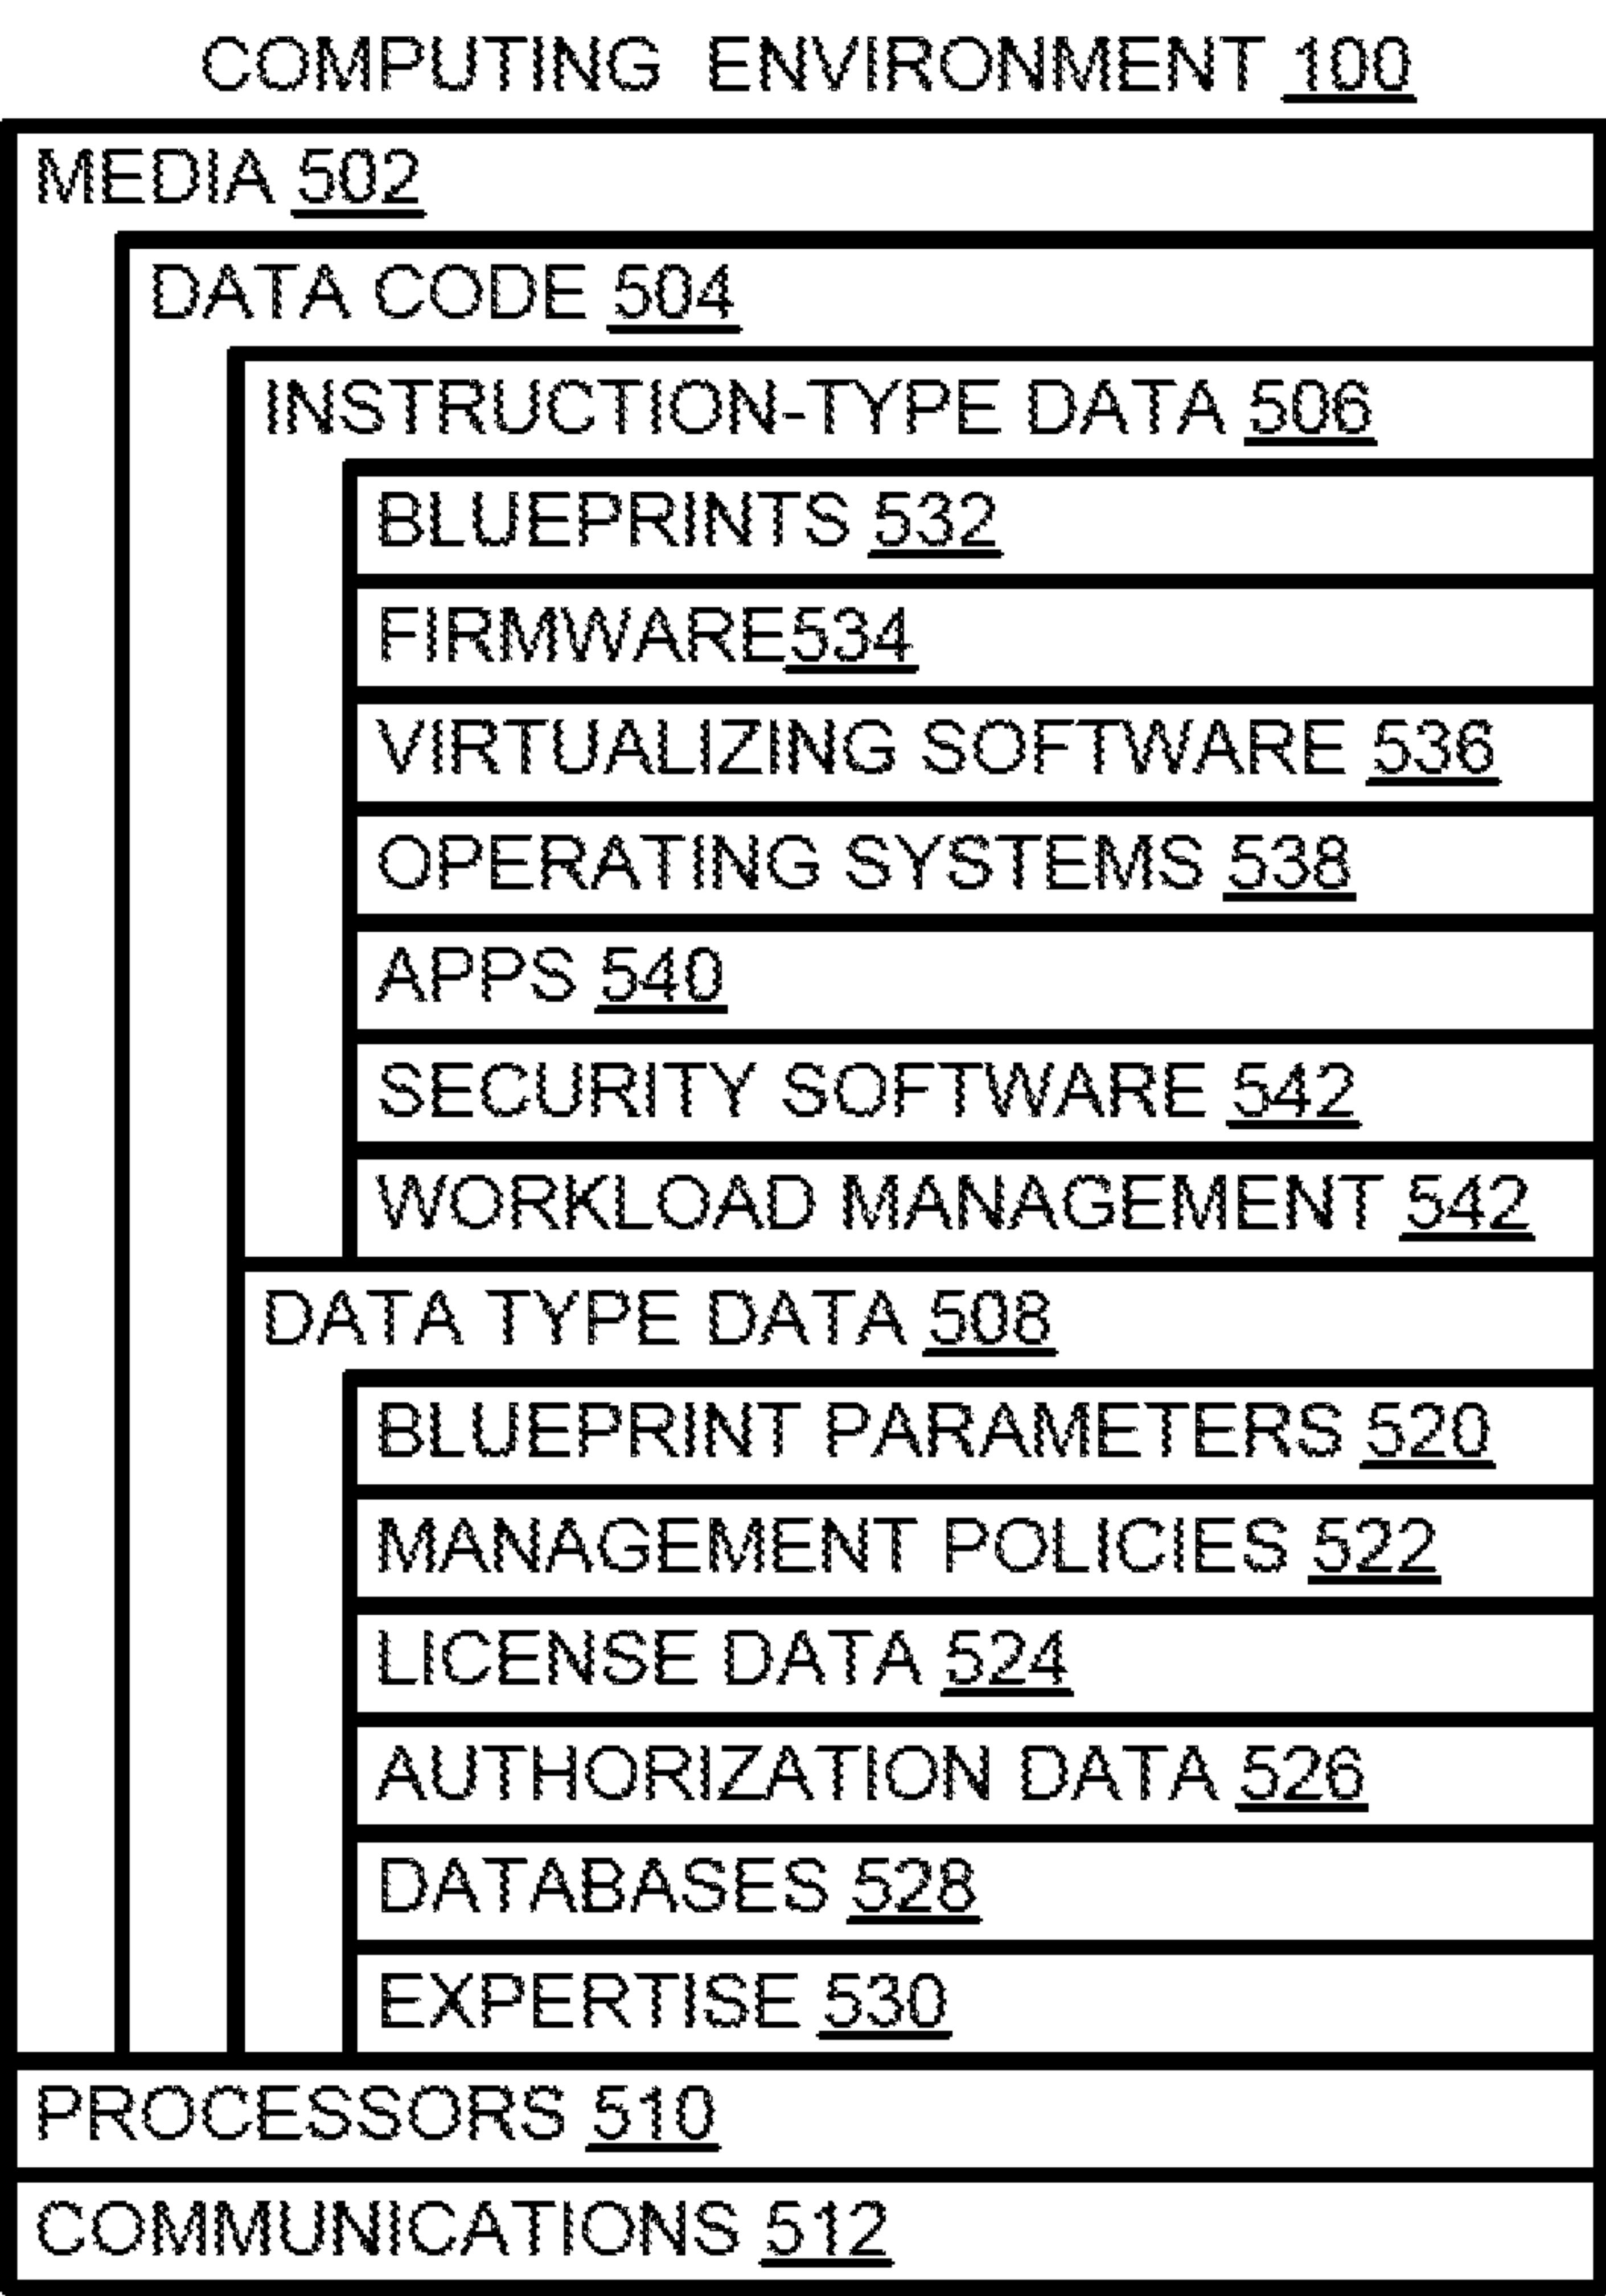 COMPUTING ENVIRONMENT 100
MEDIA 502
DATA CODE 504
INSTRUCTION-TYPE DATA 506
BLUEPRINTS 532
FIRMWARE534
VIRTUALIZING SOFTWARE 536
OPERATING SYSTEMS 538
APPS 540
SECURITY SOFTWARE 542
WORKLOAD MANAGEMENT 542
DATA TYPE DATA 508
BLUEPRINT PARAMETERS 520
MANAGEMENT POLICIES 522
LICENSE DATA 524
AUTHORIZATION DATA 526
DATABASES 528
EXPERTISE 530
PROCESSORS 510
COMMUNICATIONS 512